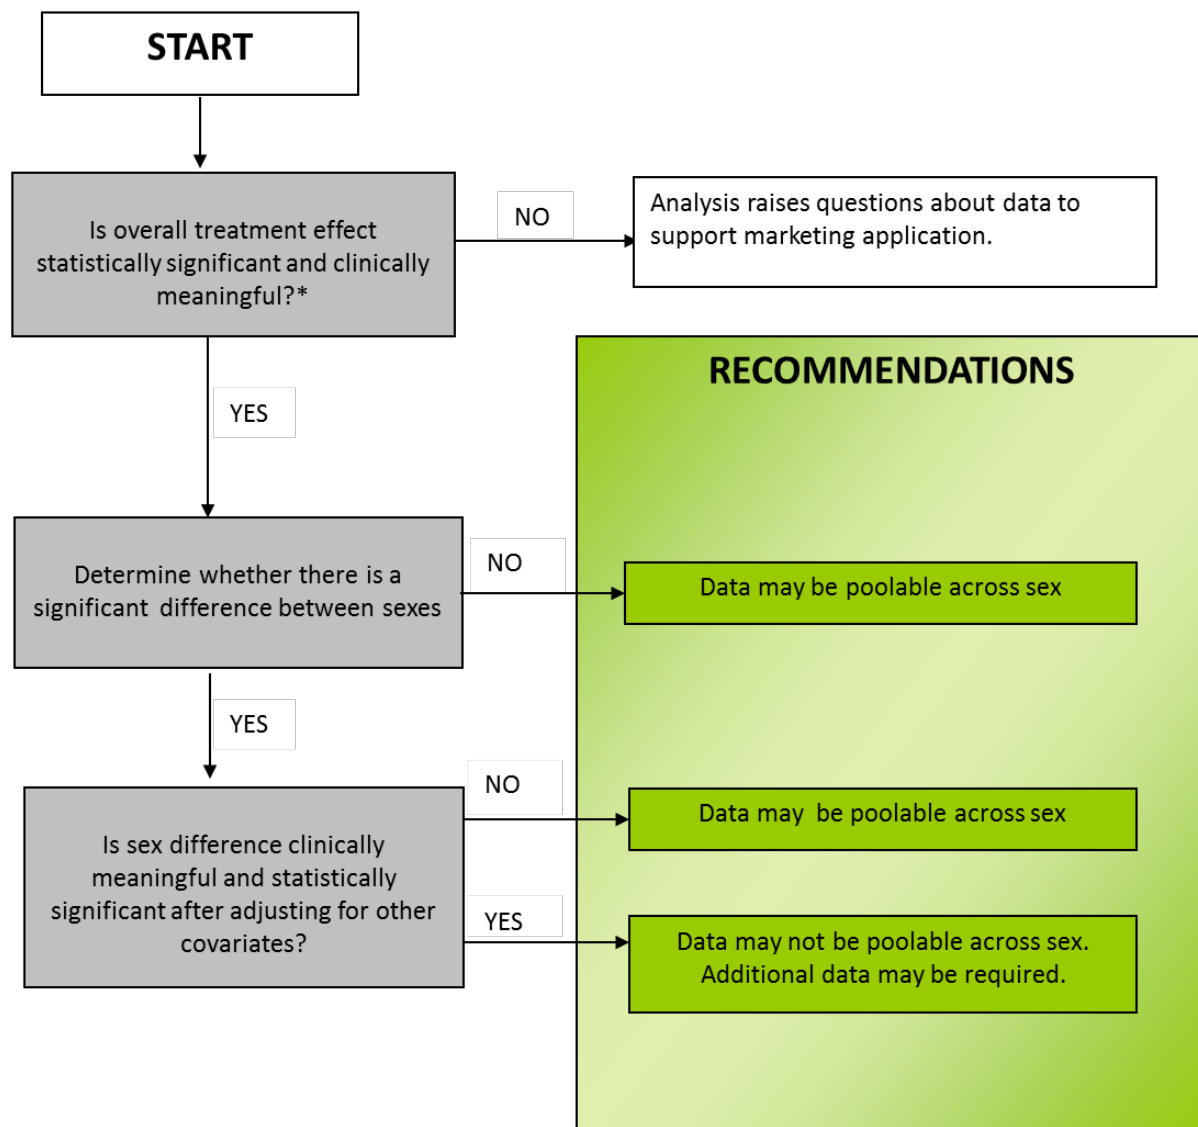 START
Is overall treatment effect
statistically significant and clinically
meaningful?*
NO
Analysis raises questions about data to
support marketing application.
RECOMMENDATIONS
YES
Determine whether there is a
significant difference between sexes
NO
Data may be poolable across sex
YES
Is sex difference clinically
meaningful and statistically
significant after adjusting for other
covariates?
NO
Data may be poolable across sex
YES
Data may not be poolable across sex.
Additional data may be required.